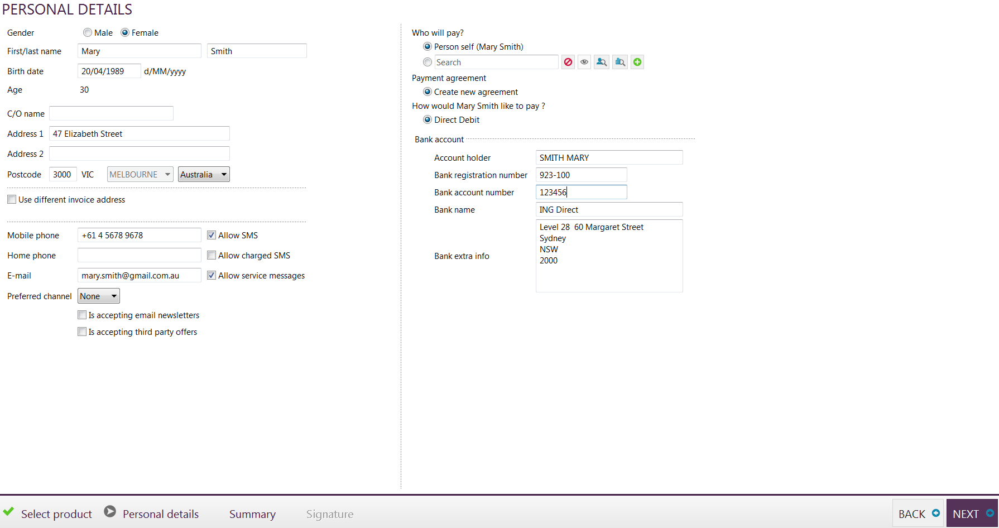 PERSONAL DETAILS
Gender Male Female
First/last name Mary Smith
Birth date 20/04/1989 d/MM/yyyy
Age 30
C/O name
Address 1 47 Elizabeth Street
Address 2
Postcode 3000 VIC MELBOURNE Australia
Use different invoice address
Mobile phone +61 4 5678 9678 Allow SMS
Home phone Allow charged SMS
E-mail mary.smith@gmail.com.au Allow service messages
Preferred channel None
Is accepting email newsletters
Is accepting third party offers
Who will pay?
Person self (Mary Smith)
Search
Payment agreement
Create new agreement
How would Mary Smith like to pay ?
Direct Debit
Bank account
Account holder SMITH MARY
Bank registration number 923-100
Bank account number 123456
Bank name ING Direct
Bank extra info
Level 28  60 Margaret Street
Sydney
NSW
2000
Select product Personal details Summary Signature BACK NEXT